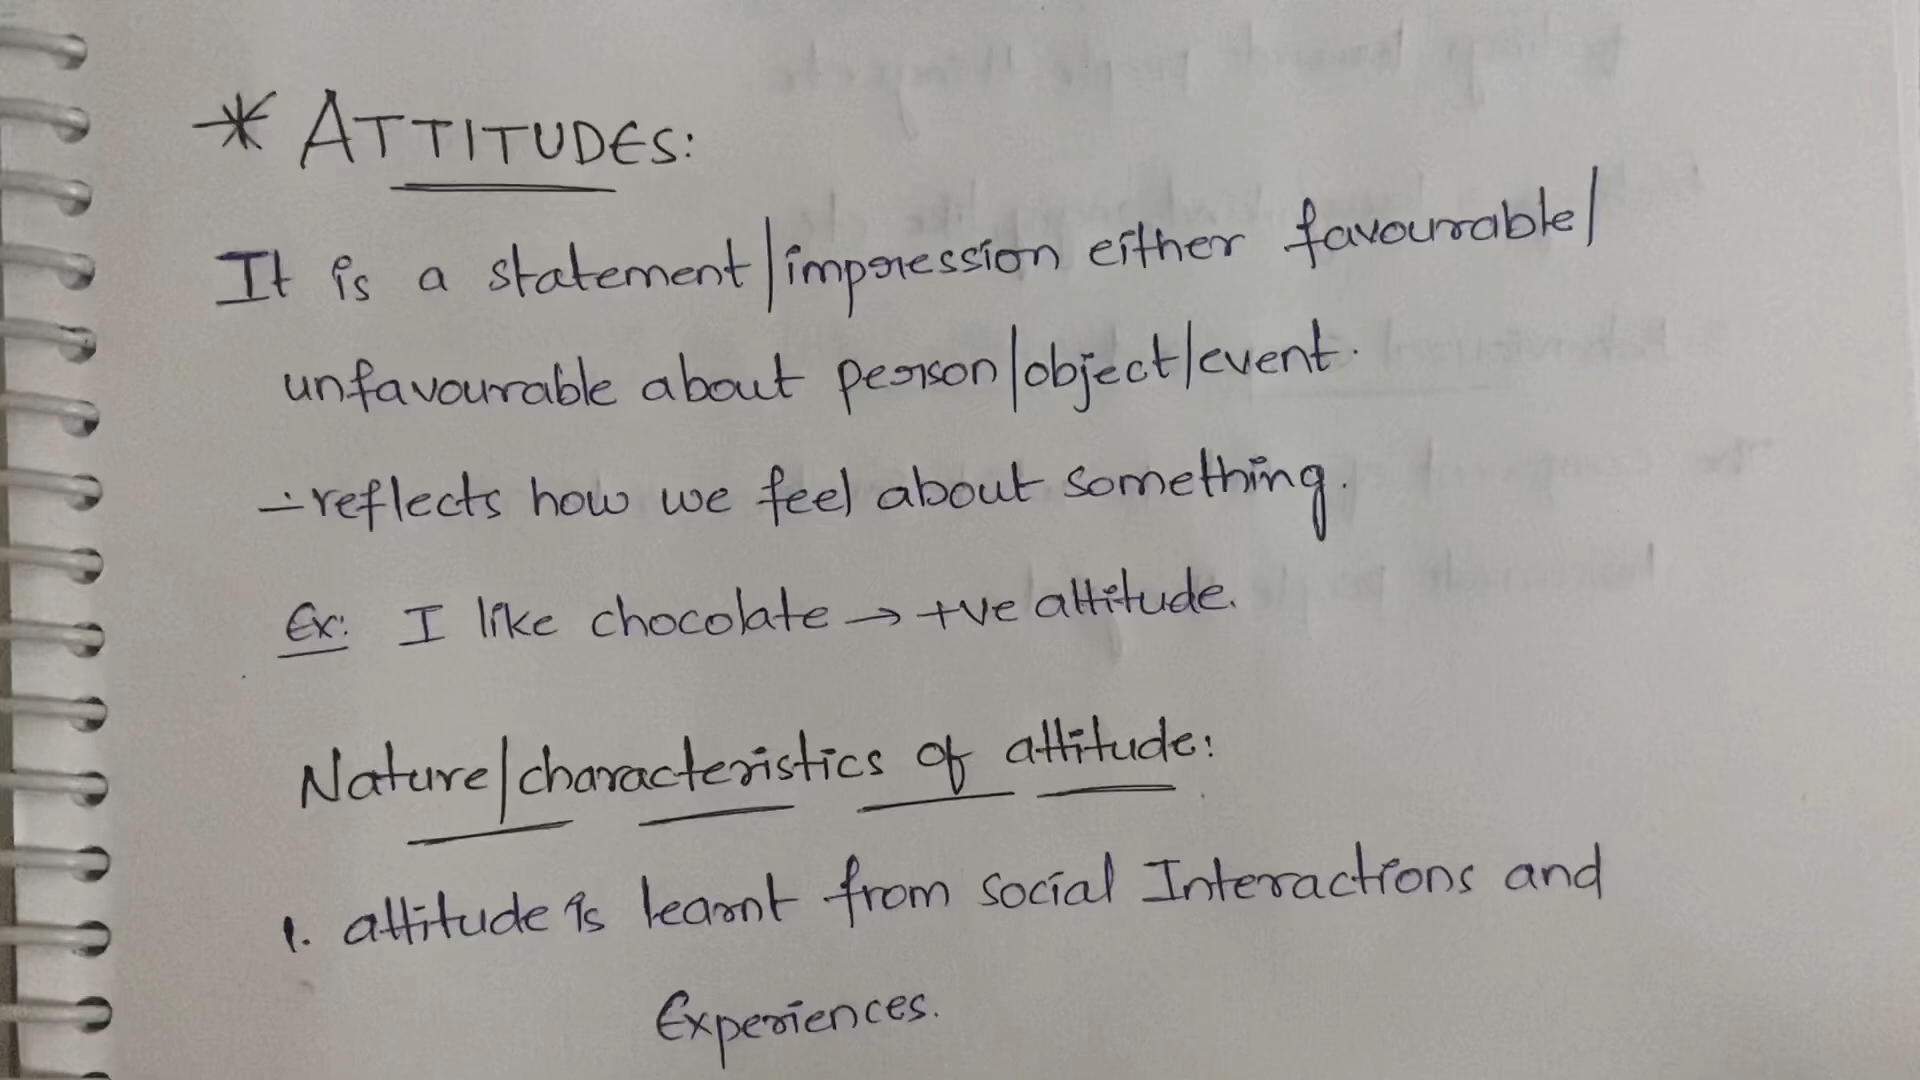 * ATTITUDES:
It is a statement/impression either favourable/
unfavourable about person/object/event.
- reflects how we feel about something.
Ex: I like chocolate → +ve attitude.
Nature/characteristics of attitude:
1. attitude is learnt from social Interactions and
Experiences.